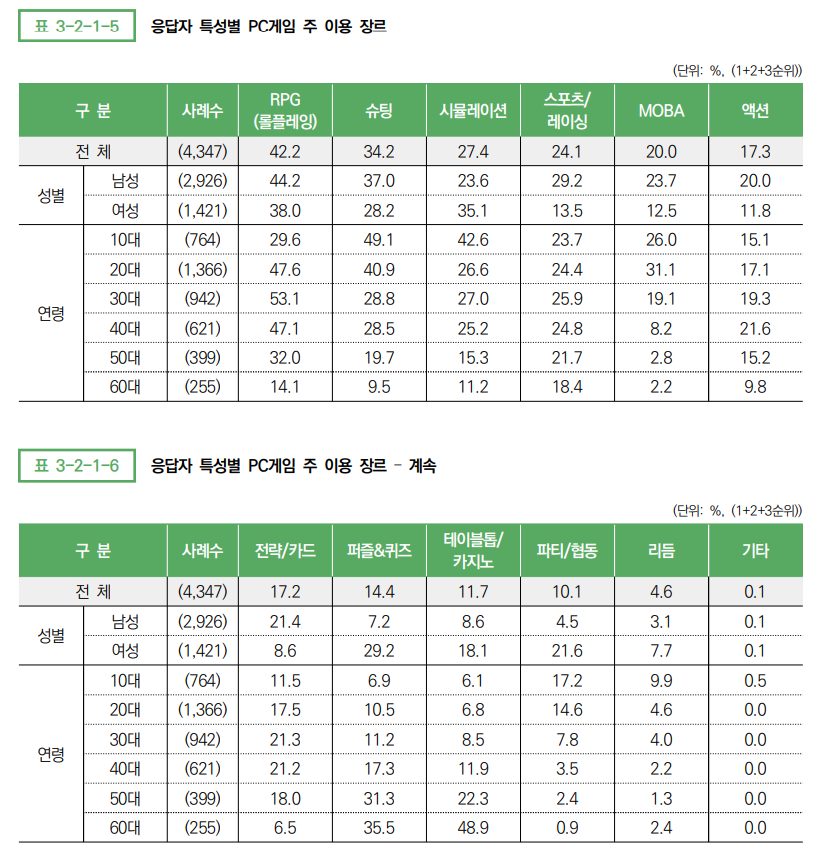 표 3-2-1-5 응답자 특성별 PC게임 주 이용 장르
(단위: %, (1+2+3순위))
구 분 사례수 RPG (롤플레잉) 슈팅 시뮬레이션 스포츠/ 레이싱 MOBA 액션
전 체 (4,347) 42.2 34.2 27.4 24.1 20.0 17.3
성별 남성 (2,926) 44.2 37.0 23.6 29.2 23.7 20.0
여성 (1,421) 38.0 28.2 35.1 13.5 12.5 11.8
연령 10대 (764) 29.6 49.1 42.6 23.7 26.0 15.1
20대 (1,366) 47.6 40.9 26.6 24.4 31.1 17.1
30대 (942) 53.1 28.8 27.0 25.9 19.1 19.3
40대 (621) 47.1 28.5 25.2 24.8 8.2 21.6
50대 (399) 32.0 19.7 15.3 21.7 2.8 15.2
60대 (255) 14.1 9.5 11.2 18.4 2.2 9.8
표 3-2-1-6 응답자 특성별 PC게임 주 이용 장르 - 계속
(단위: %, (1+2+3순위))
구 분 사례수 전략/카드 퍼즐&퀴즈 테이블톱/ 카지노 파티/협동 리듬 기타
전 체 (4,347) 17.2 14.4 11.7 10.1 4.6 0.1
성별 남성 (2,926) 21.4 7.2 8.6 4.5 3.1 0.1
여성 (1,421) 8.6 29.2 18.1 21.6 7.7 0.1
연령 10대 (764) 11.5 6.9 6.1 17.2 9.9 0.5
20대 (1,366) 17.5 10.5 6.8 14.6 4.6 0.0
30대 (942) 21.3 11.2 8.5 7.8 4.0 0.0
40대 (621) 21.2 17.3 11.9 3.5 2.2 0.0
50대 (399) 18.0 31.3 22.3 2.4 1.3 0.0
60대 (255) 6.5 35.5 48.9 0.9 2.4 0.0